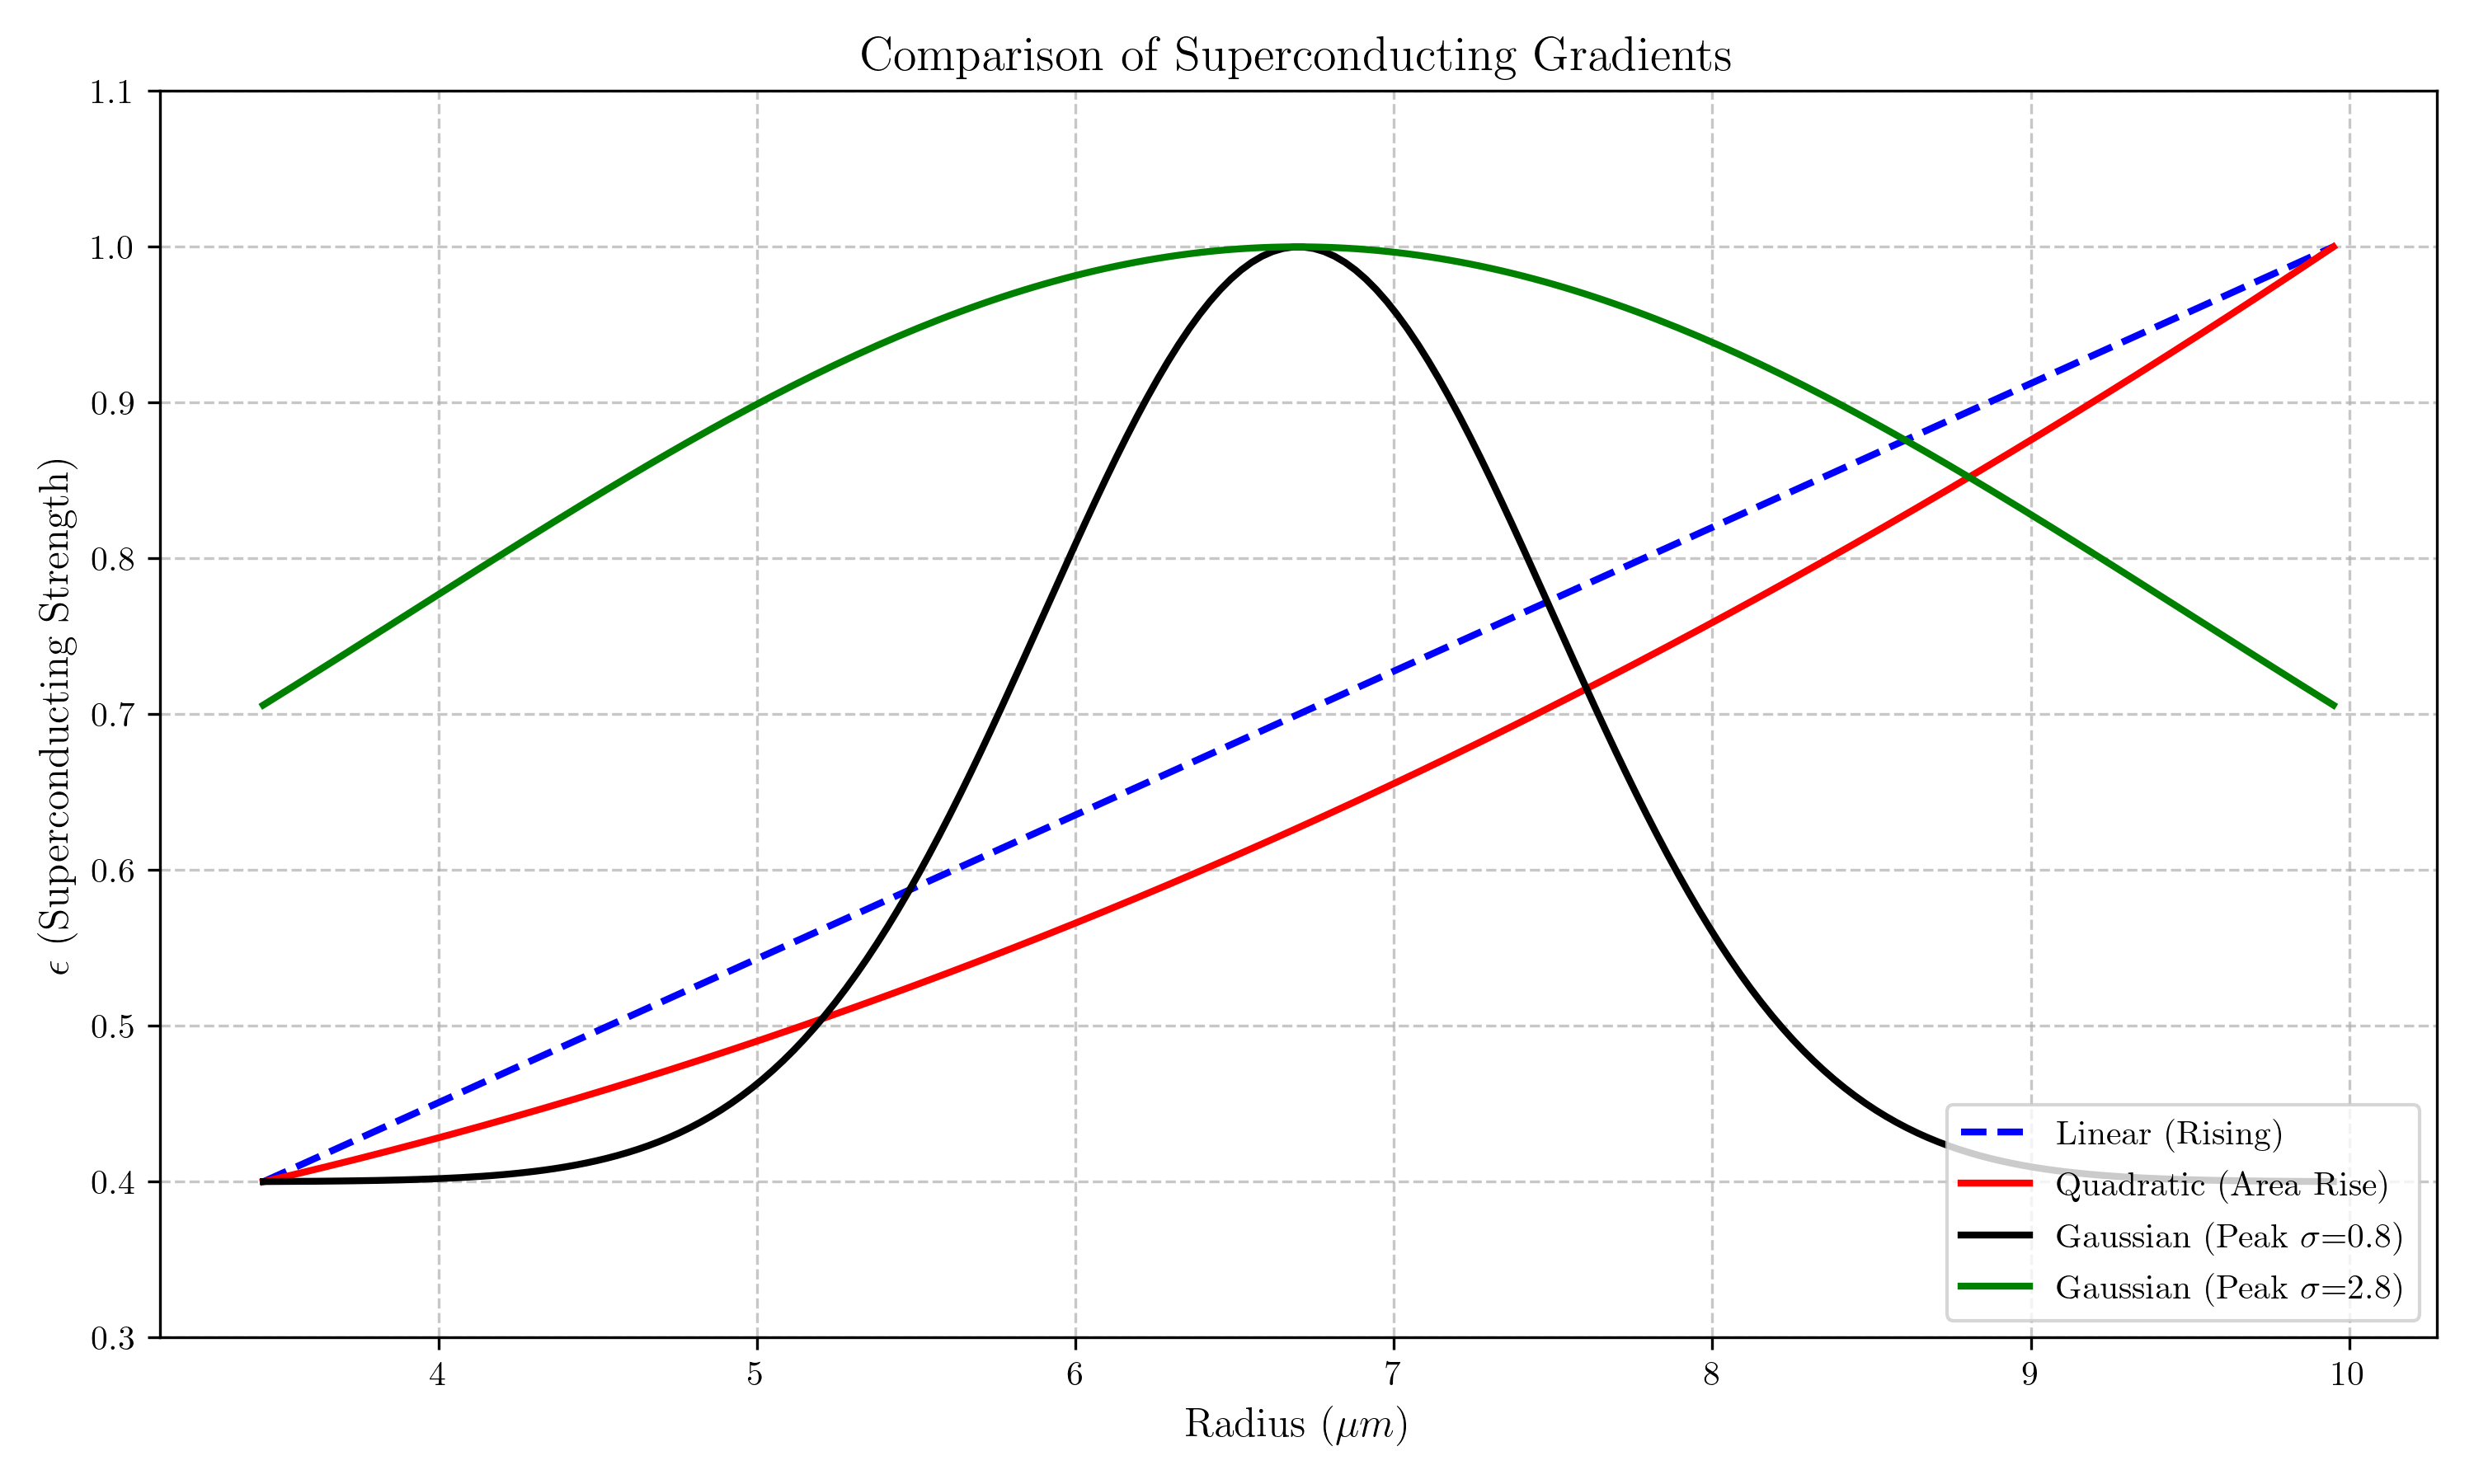 Comparison of Superconducting Gradients
1.1
1.0
0.9
0.8
0.7
0.6
0.5
0.4
0.3
ϵ (Superconducting Strength)
4 5 6 7 8 9 10
Radius (μm)
Linear (Rising)
Quadratic (Area Rise)
Gaussian (Peak σ=0.8)
Gaussian (Peak σ=2.8)